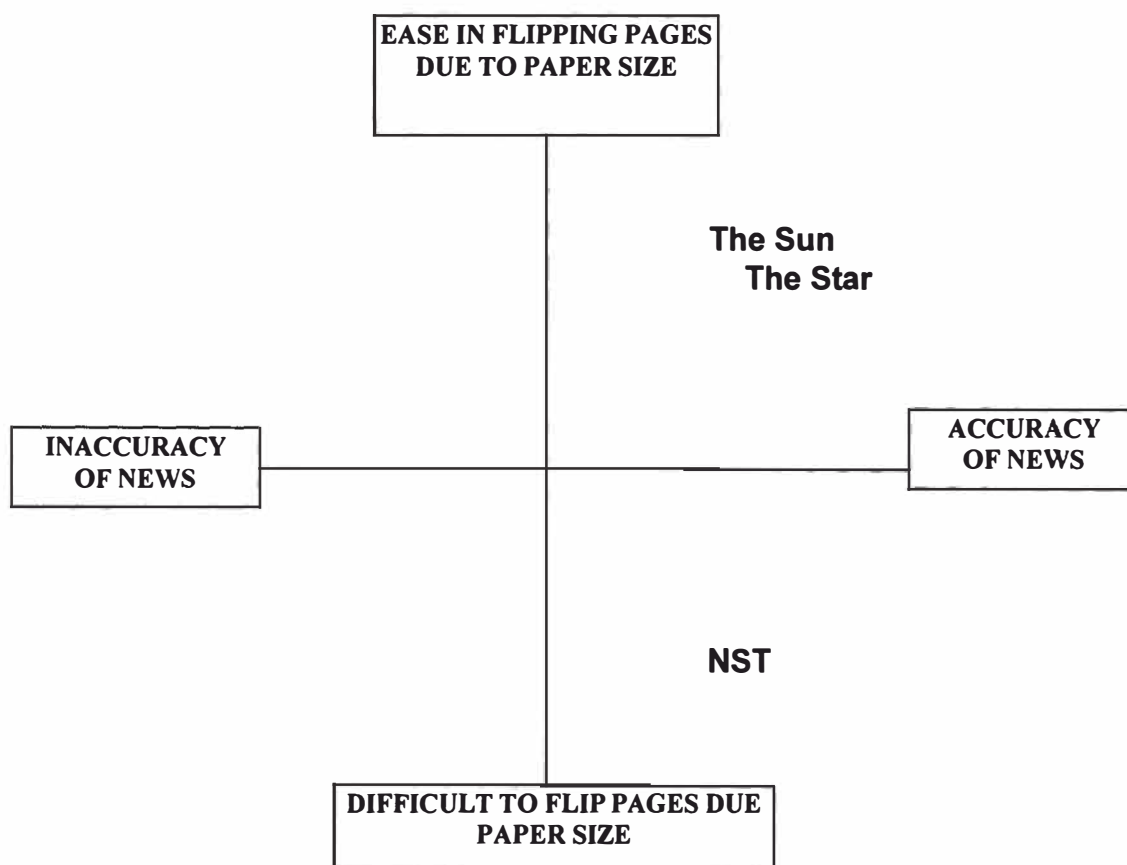 EASE IN FLIPPING PAGES
DUE TO PAPER SIZE
The Sun
The Star
INACCURACY
OF NEWS
ACCURACY
OF NEWS
NST
DIFFICULT TO FLIP PAGES DUE
PAPER SIZE